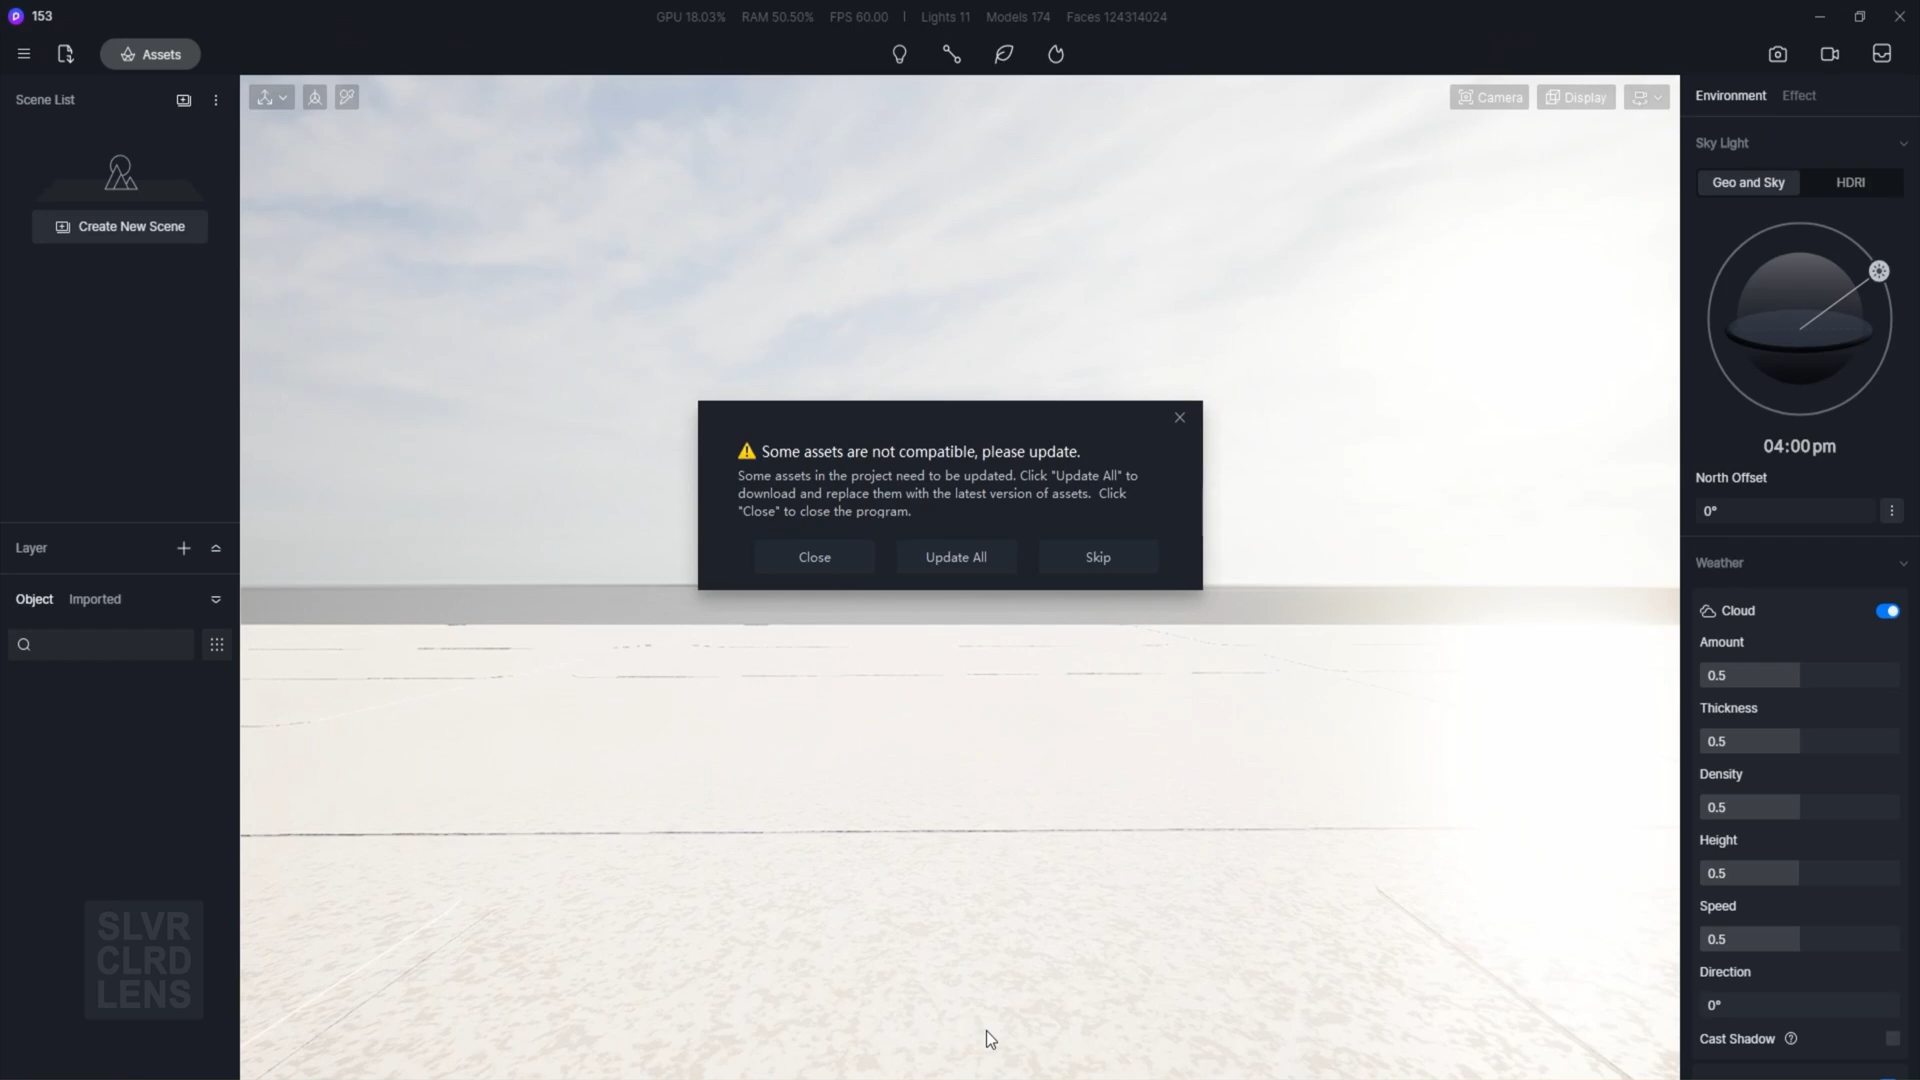 153
GPU 18.03% RAM 50.50% FPS 60.00 | Lights 11 Models 174 Faces 124314024
Assets
Scene List
Create New Scene
Layer
Object Imported
SLVR
CLRD
LENS
Camera Display
Some assets are not compatible, please update.
Some assets in the project need to be updated. Click "Update All" to
download and replace them with the latest version of assets. Click
"Close" to close the program.
Close Update All Skip
Environment Effect
Sky Light
Geo and Sky HDRI
04:00pm
North Offset
0°
Weather
Cloud
Amount
0.5
Thickness
0.5
Density
0.5
Height
0.5
Speed
0.5
Direction
0°
Cast Shadow